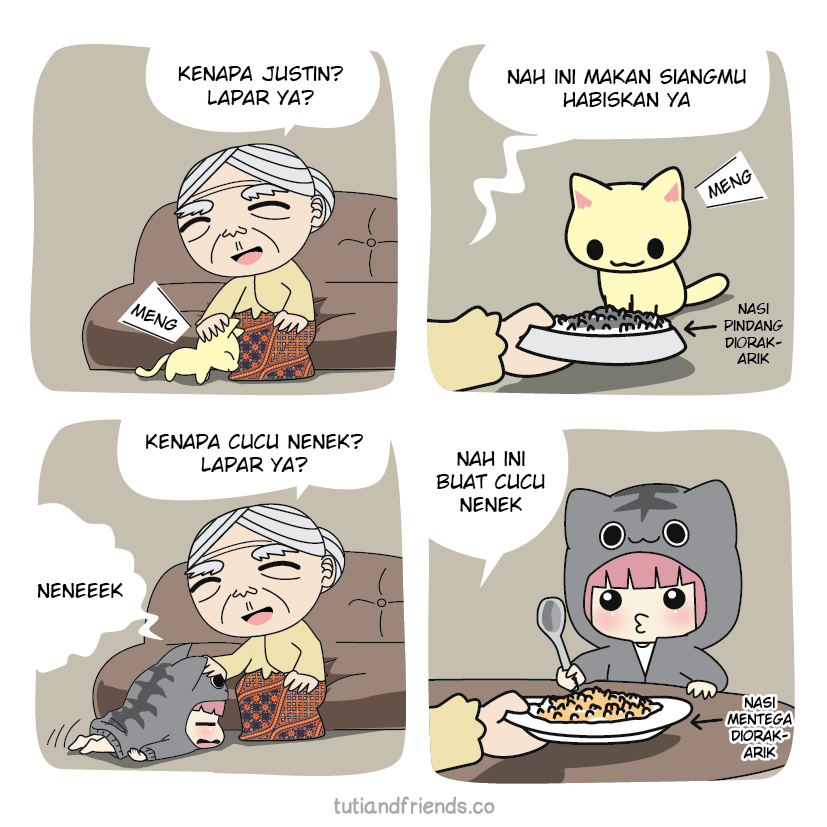 KENAPA JUSTIN?
LAPAR YA?
MENG
NAH INI MAKAN SIANGMU
HABISKAN YA
MENG
NASI
PINDANG
DIORAK-
ARIK
KENAPA CUCU NENEK?
LAPAR YA?
NENEEEK
NAH INI
BUAT CUCU
NENEK
NASI
MENTEGA
DIORAK-
ARIK
tutiandfriends.co